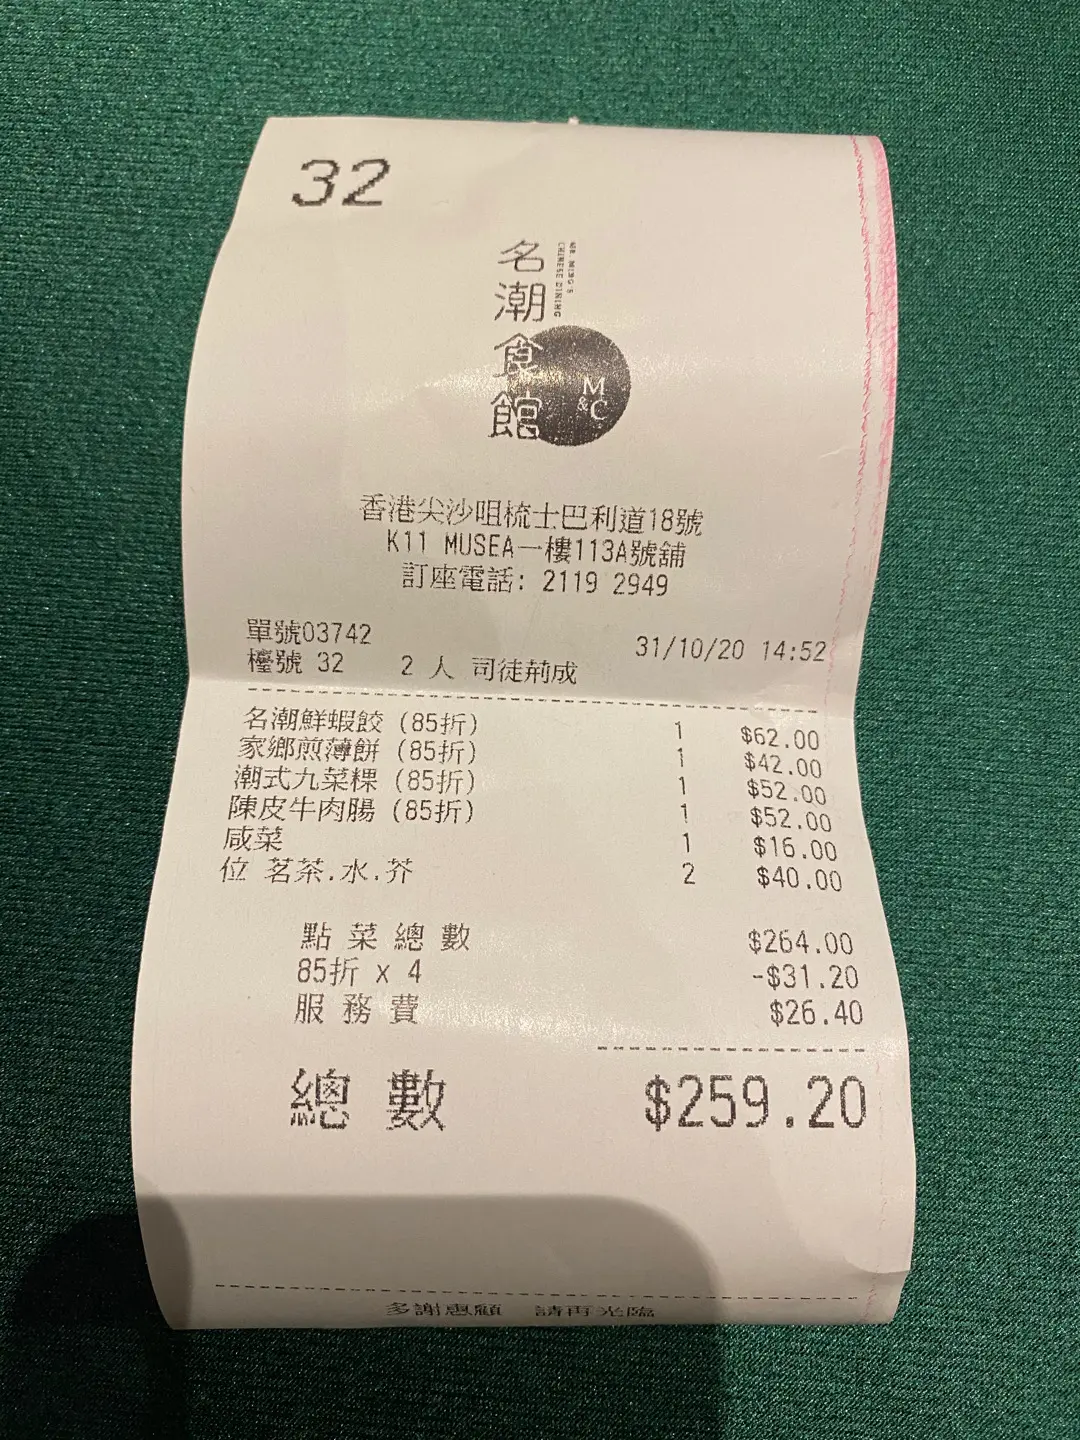 32
名潮食館
MR. MING'S
CHINESE DINING
M
&C
香港尖沙咀梳士巴利道18號
K11 MUSEA一樓113A號舖
訂座電話: 2119 2949
單號03742 31/10/20 14:52
檯號 32 2 人 司徒荊成
名潮鮮蝦餃 (85折) 1 $62.00
家鄉煎薄餅 (85折) 1 $42.00
潮式九菜粿 (85折) 1 $52.00
陳皮牛肉腸 (85折) 1 $52.00
咸菜 1 $16.00
位 茗茶.水.芥 2 $40.00
點 菜 總 數 $264.00
85折 x 4 -$31.20
服 務 費 $26.40
總 數 $259.20
多謝惠顧 請再光臨